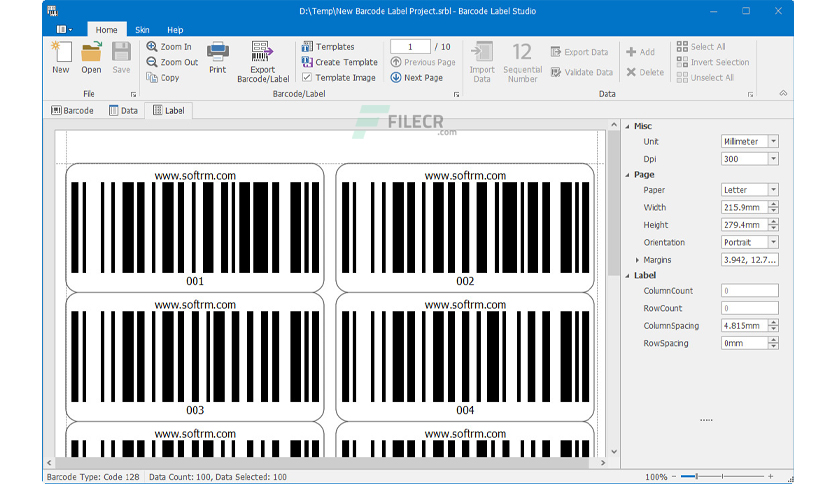 D:\Temp\New Barcode Label Project.srbl - Barcode Label Studio
Home Skin Help
New Open Save
Zoom In
Zoom Out
Copy
Print
Export Barcode/Label
Templates
Create Template
Template Image
1 / 10
Previous Page
Next Page
Import Data
Sequential Number
12
Export Data
Validate Data
Add
Delete
Select All
Invert Selection
Unselect All
File Barcode/Label Data
Barcode Data Label
FILECR
.com
www.softrm.com www.softrm.com
001 002
www.softrm.com www.softrm.com
003 004
www.softrm.com www.softrm.com
Misc
Unit Milimeter
Dpi 300
Page
Paper Letter
Width 215.9mm
Height 279.4mm
Orientation Portrait
Margins 3.942, 12.7...
Label
ColumnCount 0
RowCount 0
ColumnSpacing 4.815mm
RowSpacing 0mm
Barcode Type: Code 128 Data Count: 100, Data Selected: 100 100%